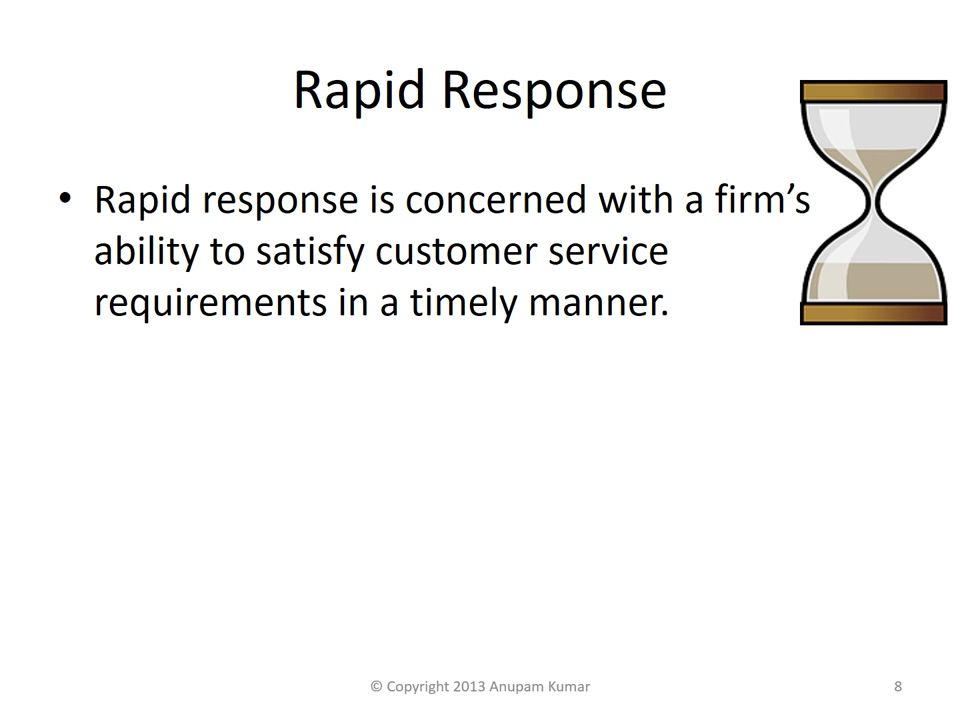 Rapid Response
• Rapid response is concerned with a firm’s
ability to satisfy customer service
requirements in a timely manner.
© Copyright 2013 Anupam Kumar
8